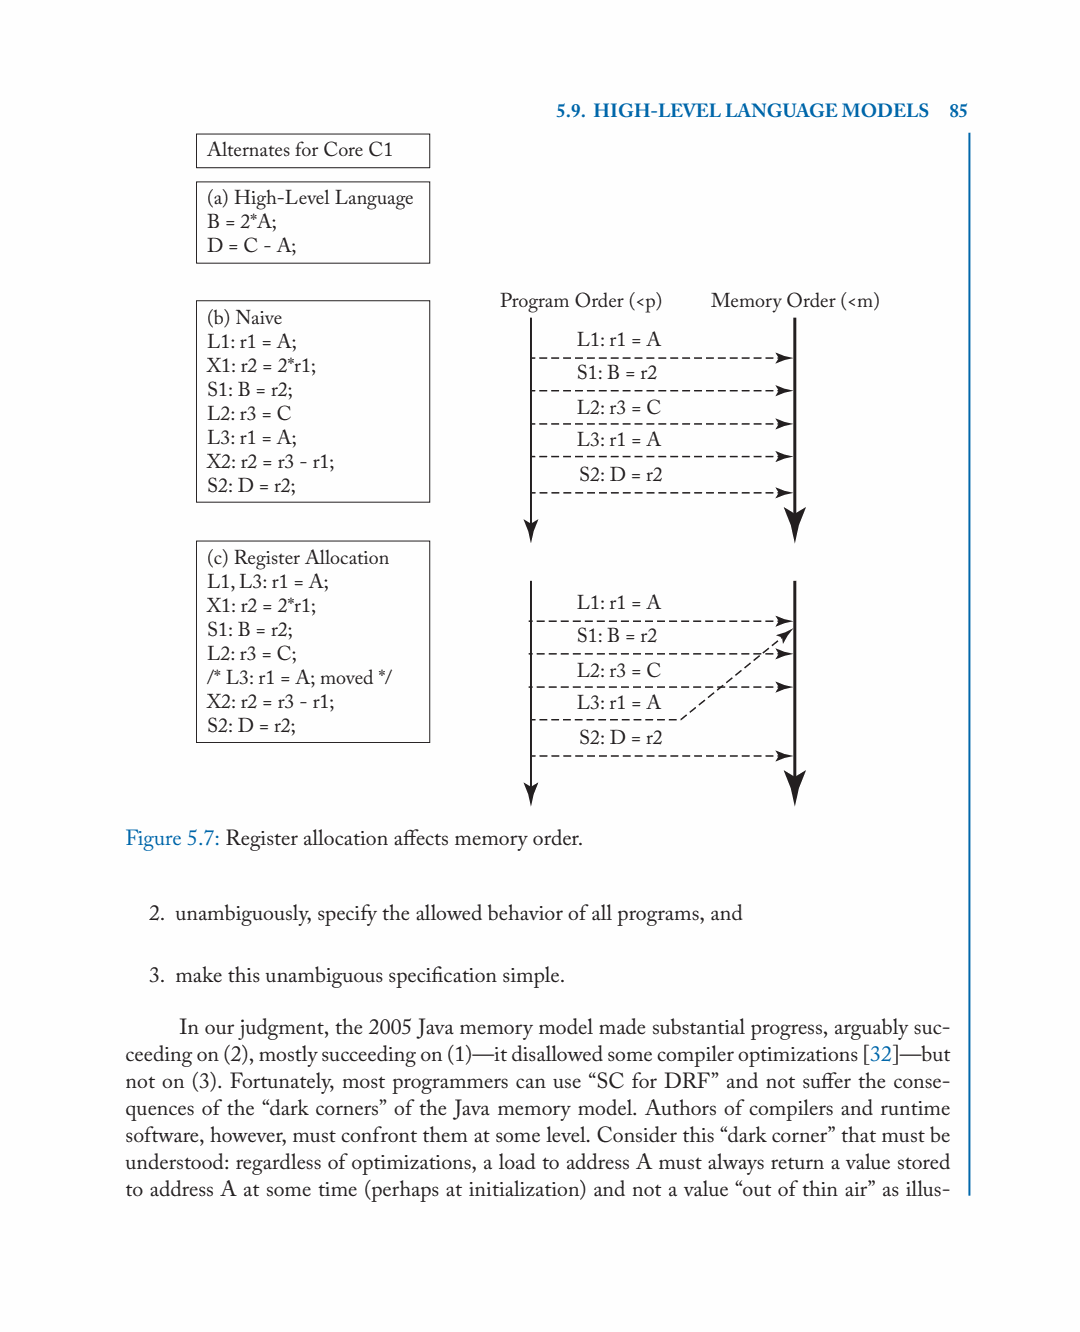 5.9. HIGH-LEVEL LANGUAGE MODELS 85
Alternates for Core C1
(a) High-Level Language
B = 2*A;
D = C - A;
(b) Naive
L1: r1 = A;
X1: r2 = 2*r1;
S1: B = r2;
L2: r3 = C
L3: r1 = A;
X2: r2 = r3 - r1;
S2: D = r2;
Program Order (<p) Memory Order (<m)
L1: r1 = A
S1: B = r2
L2: r3 = C
L3: r1 = A
S2: D = r2
(c) Register Allocation
L1, L3: r1 = A;
X1: r2 = 2*r1;
S1: B = r2;
L2: r3 = C;
/* L3: r1 = A; moved */
X2: r2 = r3 - r1;
S2: D = r2;
L1: r1 = A
S1: B = r2
L2: r3 = C
L3: r1 = A
S2: D = r2
Figure 5.7: Register allocation affects memory order.
2. unambiguously, specify the allowed behavior of all programs, and
3. make this unambiguous specification simple.
In our judgment, the 2005 Java memory model made substantial progress, arguably suc-
ceeding on (2), mostly succeeding on (1)—it disallowed some compiler optimizations [32]—but
not on (3). Fortunately, most programmers can use “SC for DRF” and not suffer the conse-
quences of the “dark corners” of the Java memory model. Authors of compilers and runtime
software, however, must confront them at some level. Consider this “dark corner” that must be
understood: regardless of optimizations, a load to address A must always return a value stored
to address A at some time (perhaps at initialization) and not a value “out of thin air” as illus-